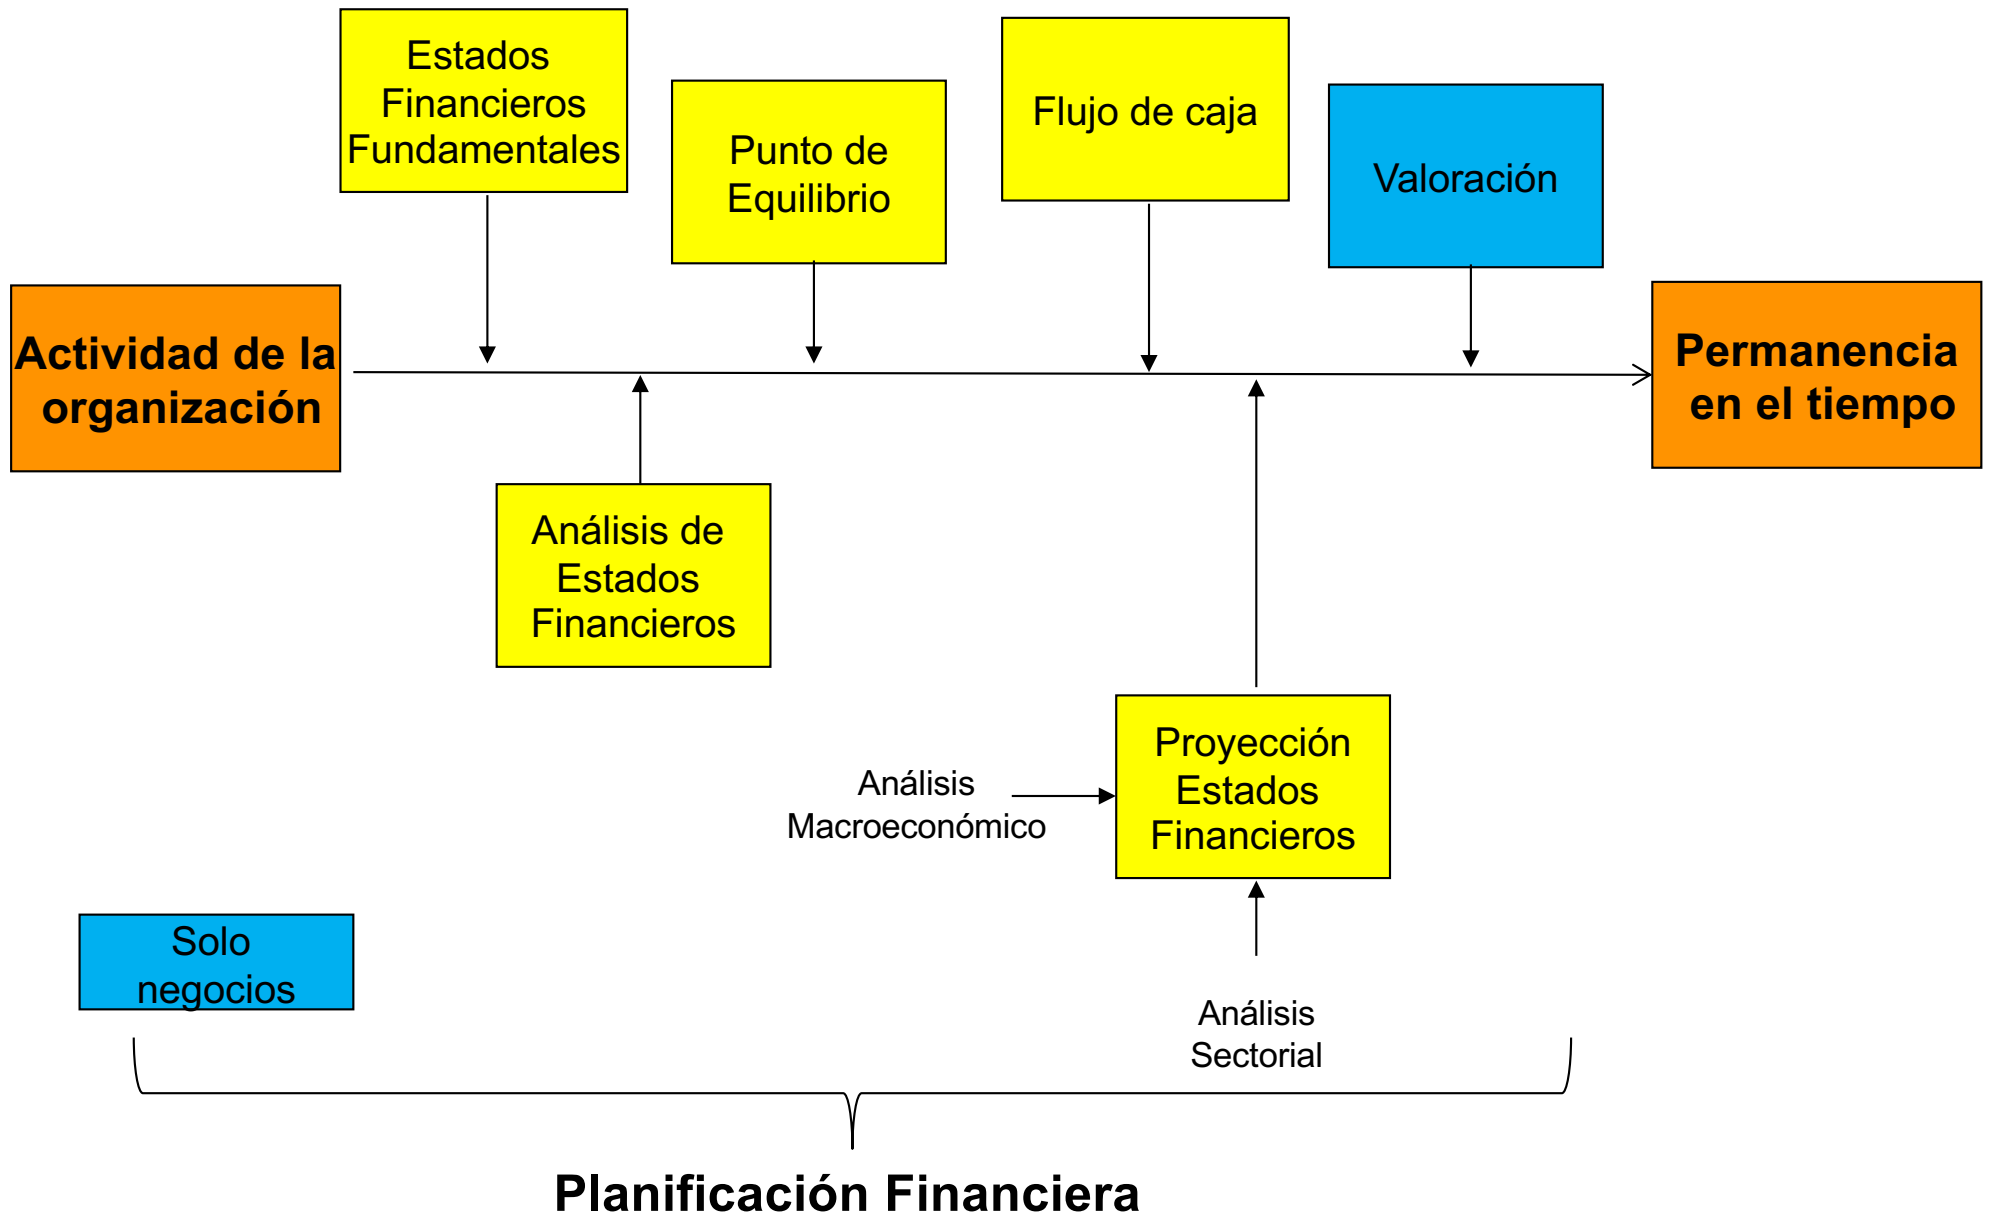 Estados
Financieros
Fundamentales
Punto de
Equilibrio
Flujo de caja
Valoración
Actividad de la
organización
Permanencia
en el tiempo
Análisis de
Estados
Financieros
Proyección
Estados
Financieros
Análisis
Macroeconómico
Solo
negocios
Análisis
Sectorial
Planificación Financiera